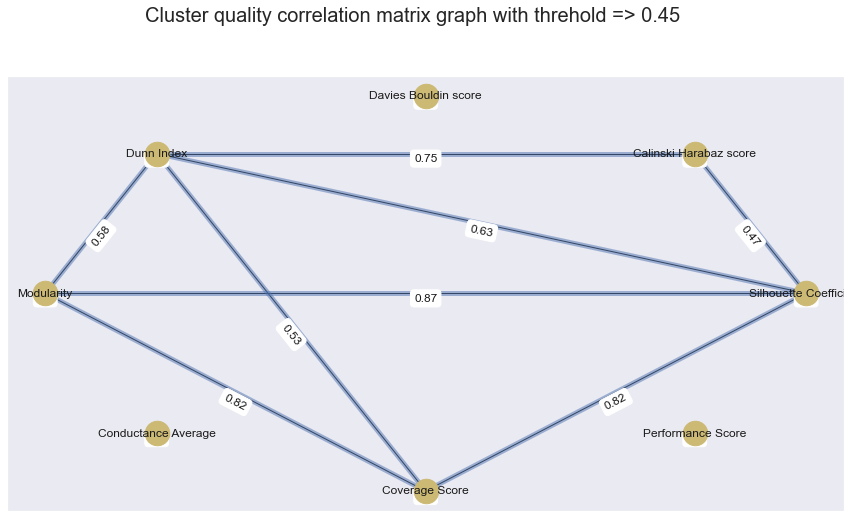 Cluster quality correlation matrix graph with threhold => 0.45
Davies Bouldin score
Dunn Index
0.75
Calinski Harabaz score
0.58
0.63
0.47
Modularity
0.87
Silhouette Coeffici
0.53
0.82
0.82
Conductance Average
Performance Score
Coverage Score